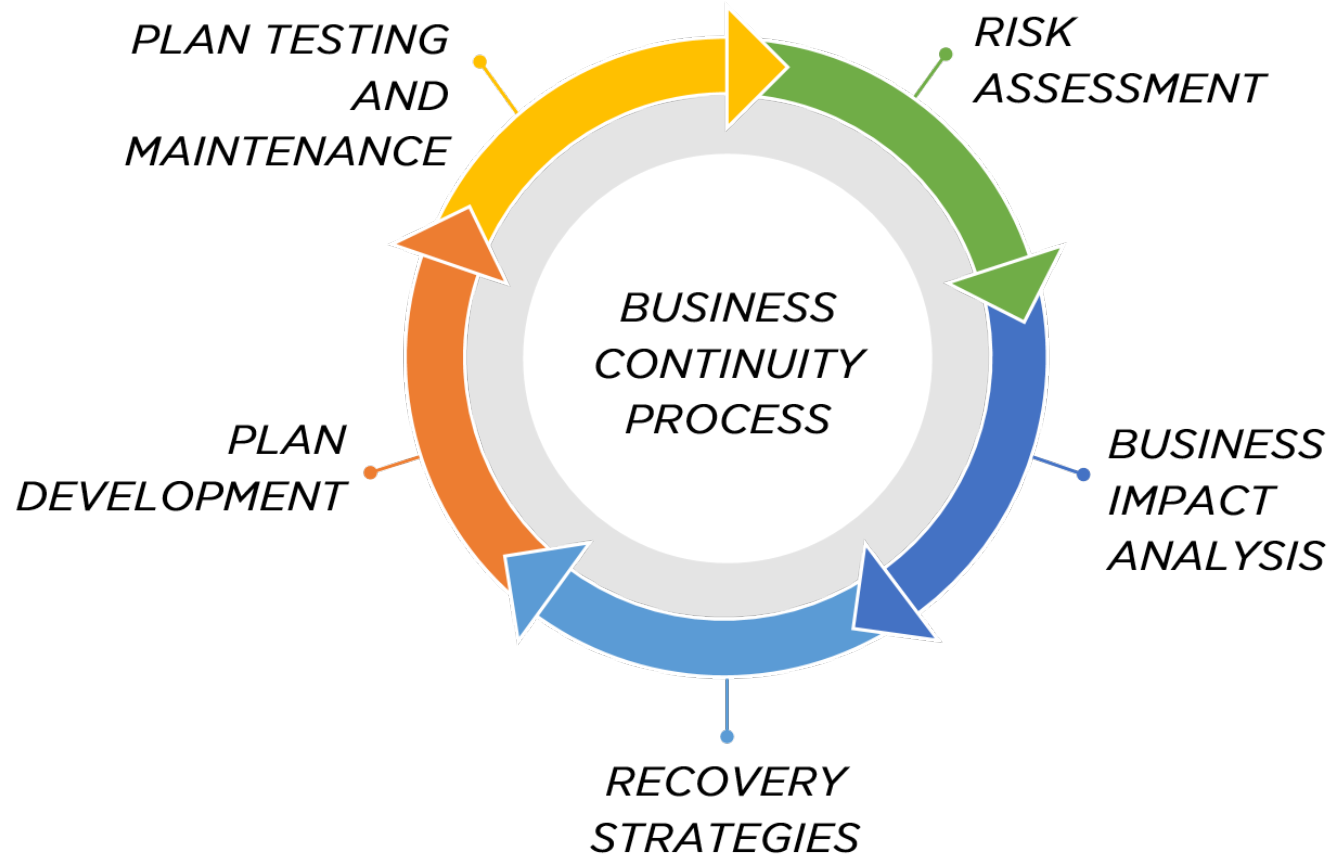 PLAN TESTING
AND
MAINTENANCE
RISK
ASSESSMENT
BUSINESS
CONTINUITY
PROCESS
PLAN
DEVELOPMENT
BUSINESS
IMPACT
ANALYSIS
RECOVERY
STRATEGIES